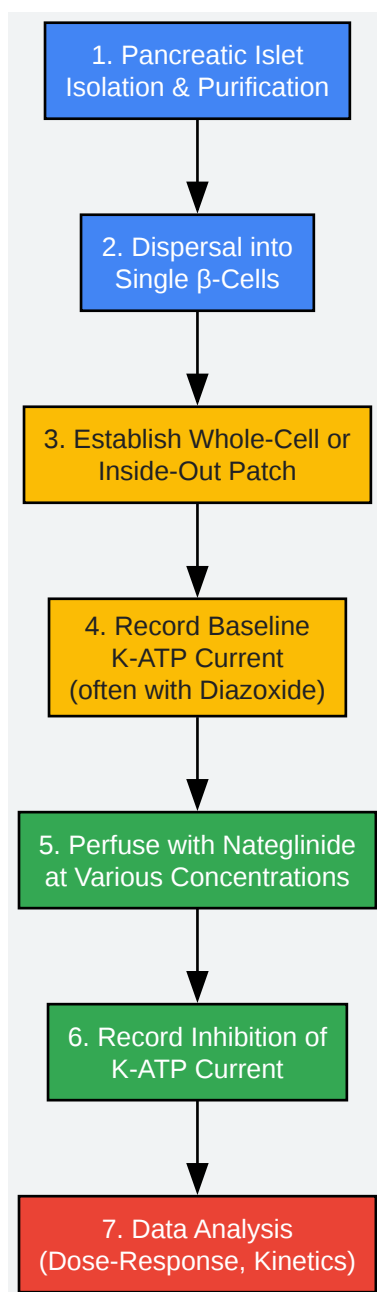 1. Pancreatic Islet
Isolation & Purification
2. Dispersal into
Single β-Cells
3. Establish Whole-Cell or
Inside-Out Patch
4. Record Baseline
K-ATP Current
(often with Diazoxide)
5. Perfuse with Nateglinide
at Various Concentrations
6. Record Inhibition of
K-ATP Current
7. Data Analysis
(Dose-Response, Kinetics)